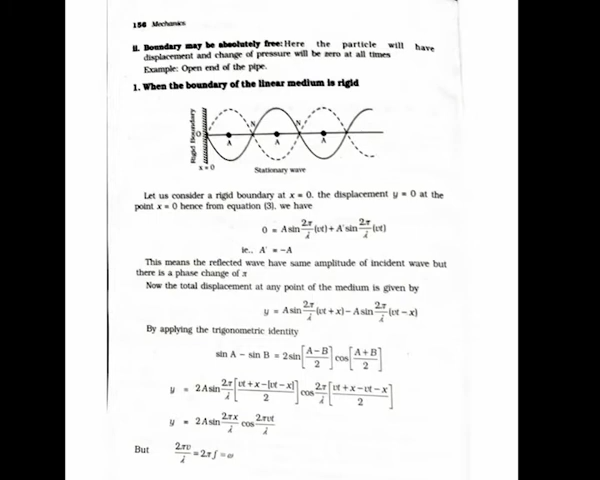 156 Mechanics
ii. Boundary may be absolutely free: Here the particle will have
displacement and change of pressure will be zero at all times
Example: Open end of the pipe.
1. When the boundary of the linear medium is rigid
Rigid Boundary
O
N
N
A
A
A
x = 0
Stationary wave
Let us consider a rigid boundary at x = 0. the displacement y = 0 at the
point x = 0 hence from equation (3), we have
0 = A sin 2π/λ (vt) + A' sin 2π/λ (vt)
ie., A' = −A
This means the reflected wave have same amplitude of incident wave but
there is a phase change of π
Now the total displacement at any point of the medium is given by
y = A sin 2π/λ (vt + x) − A sin 2π/λ (vt − x)
By applying the trigonometric identity
sin A − sin B = 2 sin [A − B / 2] cos [A + B / 2]
y = 2A sin 2π/λ [vt + x − |vt − x| / 2] cos 2π/λ [vt + x − vt − x / 2]
y = 2A sin 2πx/λ cos 2πvt/λ
But 2πv/λ = 2πf = ω